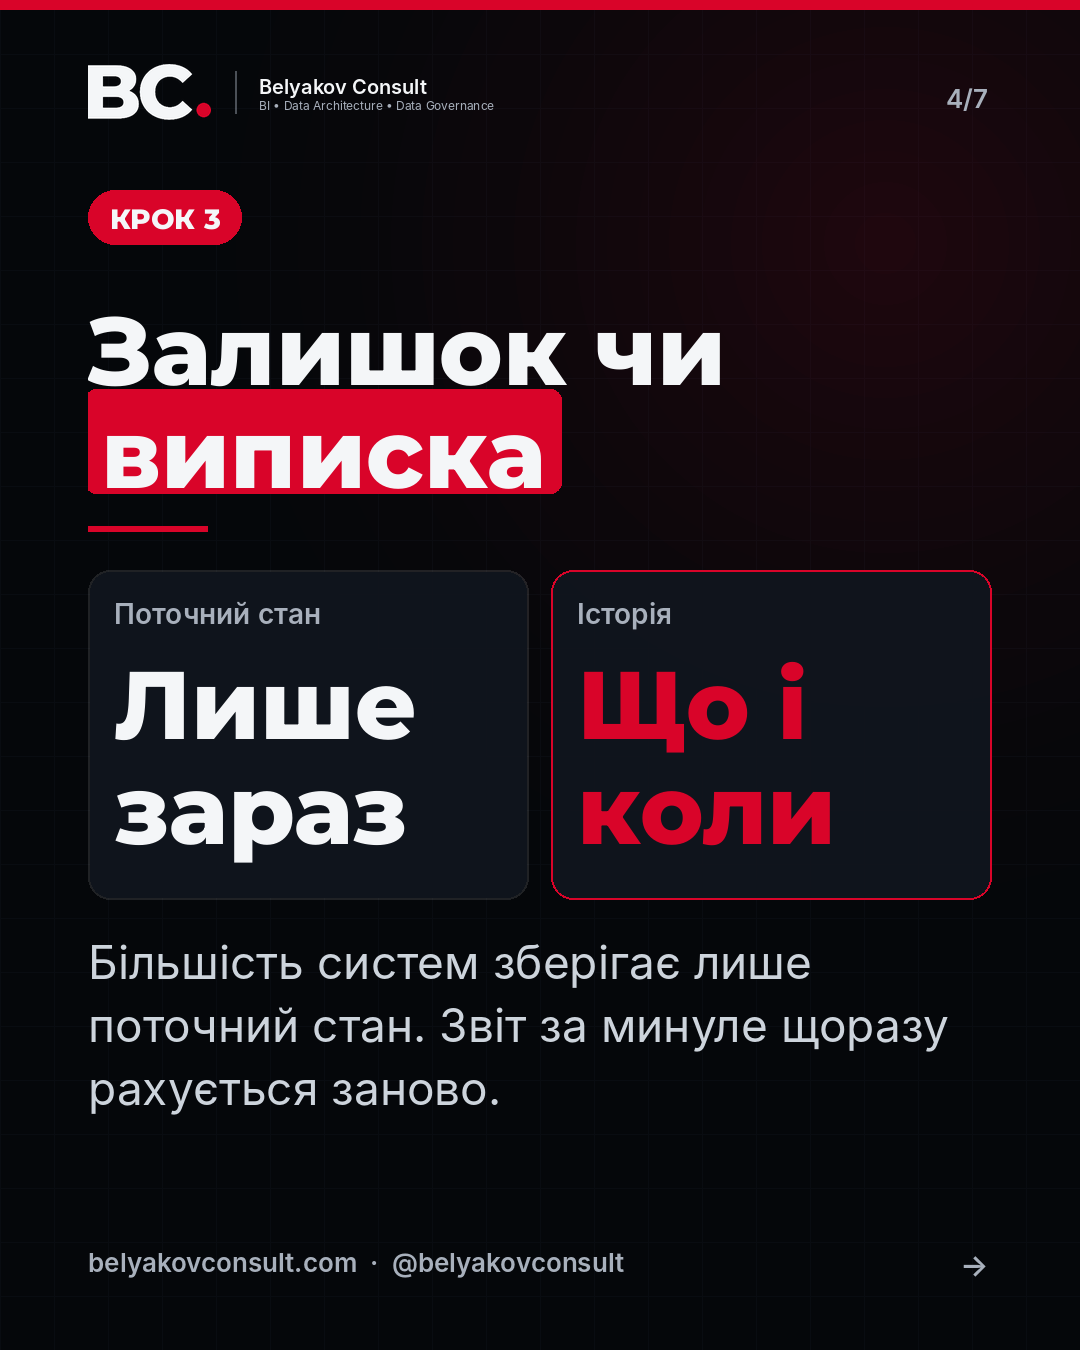 BC.
Belyakov Consult
BI • Data Architecture • Data Governance
4/7
КРОК 3
Залишок чи
виписка
Поточний стан
Лише
зараз
Історія
Що і
коли
Більшість систем зберігає лише
поточний стан. Звіт за минуле щоразу
рахується заново.
belyakovconsult.com · @belyakovconsult
→